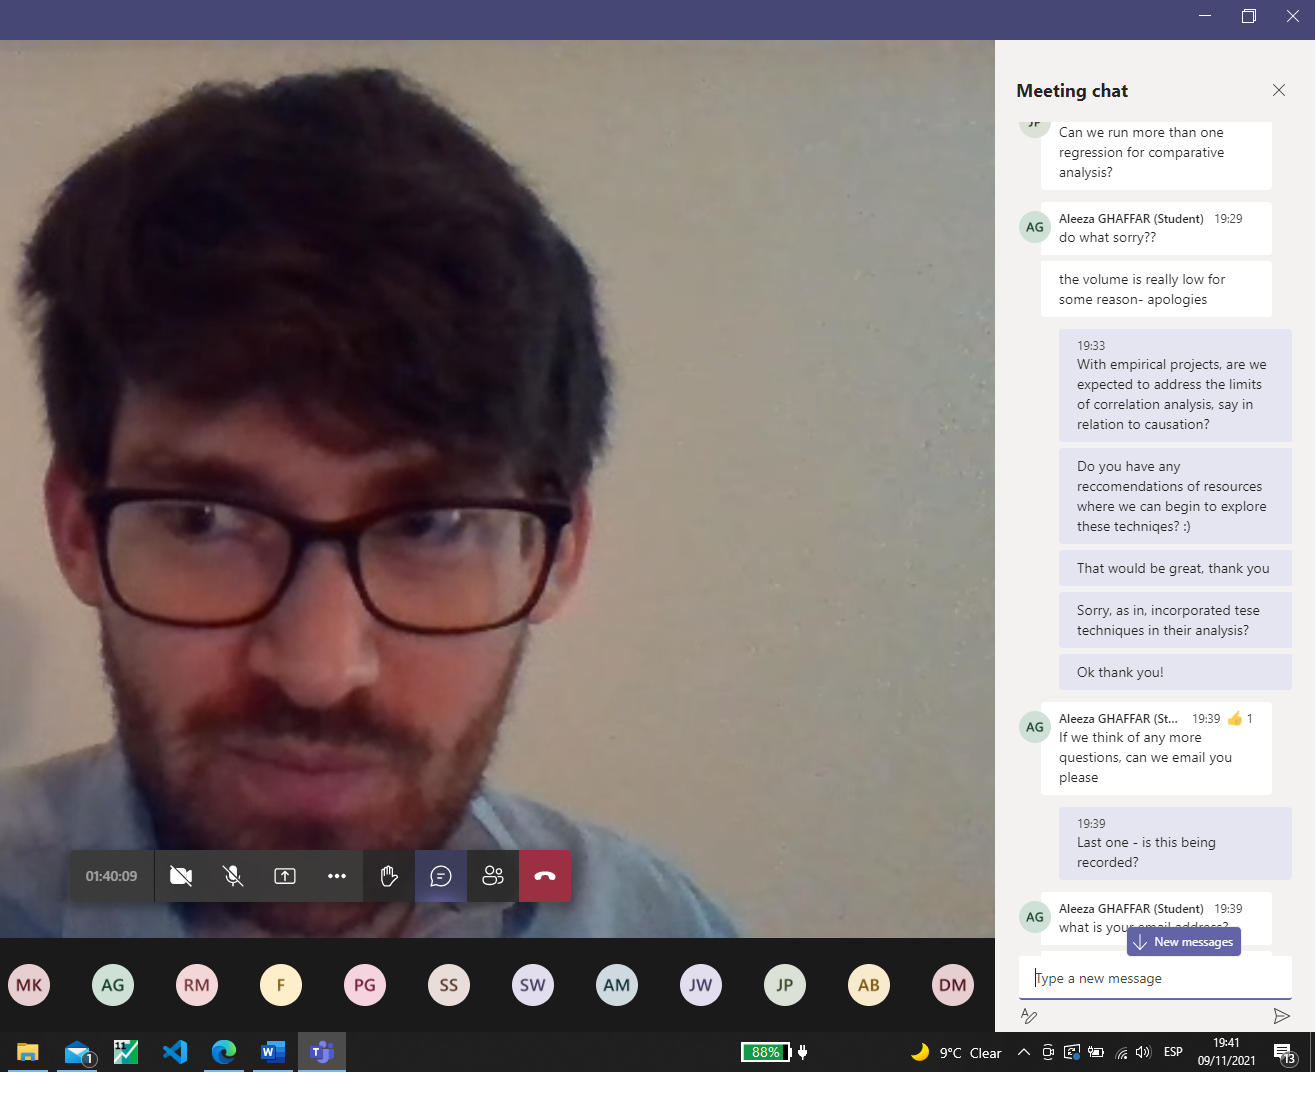 Meeting chat
JP
Can we run more than one
regression for comparative
analysis?
AG
Aleeza GHAFFAR (Student) 19:29
do what sorry??
the volume is really low for
some reason- apologies
19:33
With empirical projects, are we
expected to address the limits
of correlation analysis, say in
relation to causation?
Do you have any
reccomendations of resources
where we can begin to explore
these techniqes? :)
That would be great, thank you
Sorry, as in, incorporated tese
techniques in their analysis?
Ok thank you!
AG
Aleeza GHAFFAR (St... 19:39 👍 1
If we think of any more
questions, can we email you
please
19:39
Last one - is this being
recorded?
AG
Aleeza GHAFFAR (Student) 19:39
what is your email address?
New messages
Type a new message
01:40:09
MK AG RM F PG SS SW AM JW JP AB DM
1 11 W T 88% 9°C Clear ESP 19:41
09/11/2021 13